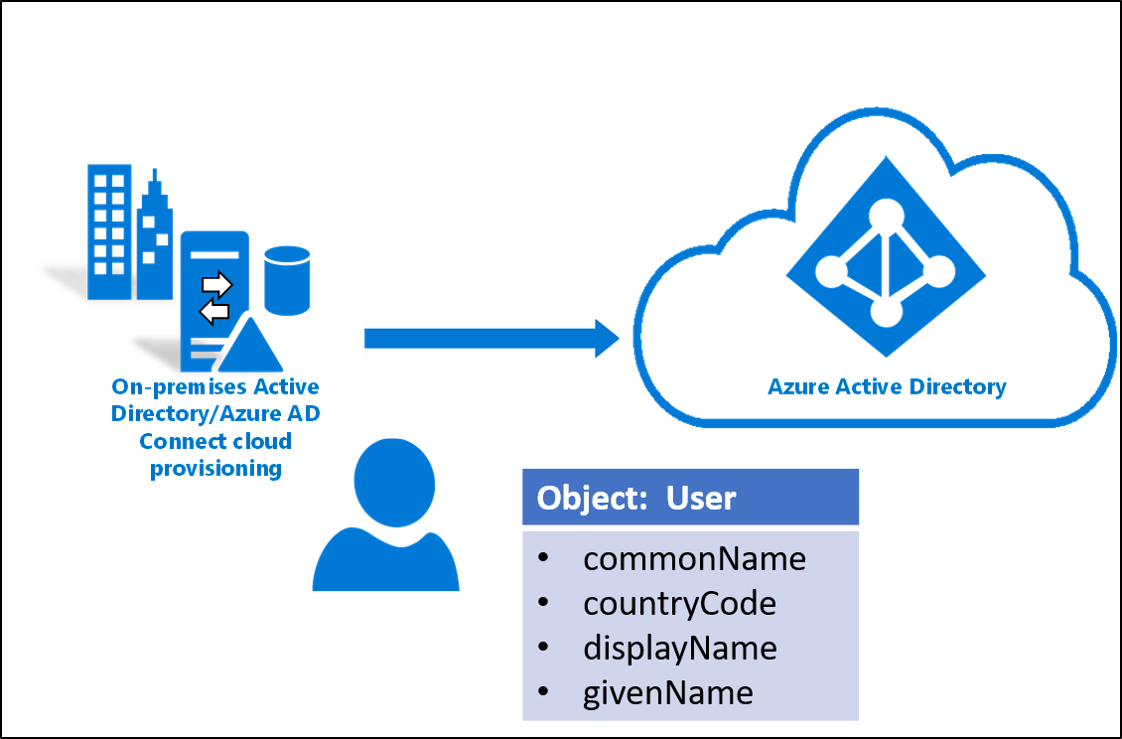 On-premises Active
Directory/Azure AD
Connect cloud
provisioning
Azure Active Directory
Object: User
• commonName
• countryCode
• displayName
• givenName